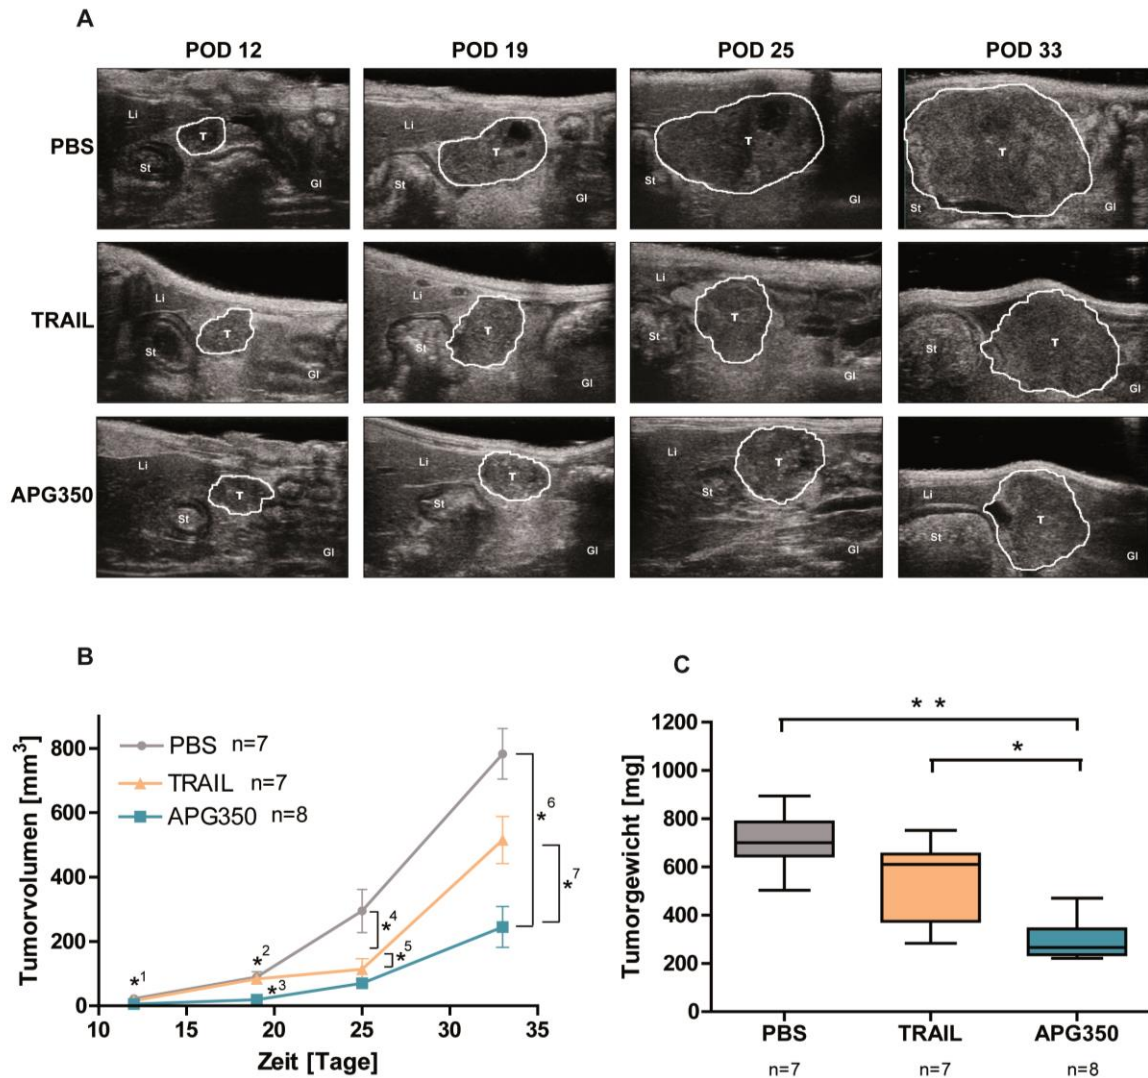 A
POD 12 POD 19 POD 25 POD 33
PBS
Li T St Gl
Li T St Gl
T St Gl
T St Gl
TRAIL
Li T St Gl
Li T St Gl
Li T St Gl
T St Gl
APG350
Li T St Gl
Li T St Gl
Li T St Gl
Li T St Gl
B
Tumorvolumen [mm³]
800
600
400
200
0
PBS n=7
TRAIL n=7
APG350 n=8
*1
*2
*3
*4
*5
*6
*7
10 15 20 25 30 35
Zeit [Tage]
C
Tumorgewicht [mg]
1200
1000
800
600
400
200
0
* *
*
PBS TRAIL APG350
n=7 n=7 n=8